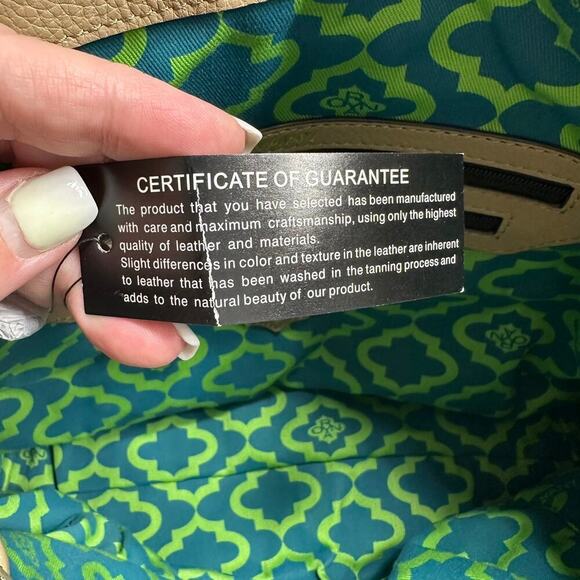 CERTIFICATE OF GUARANTEE
The product that you have selected has been manufactured
with care and maximum craftsmanship, using only the highest
quality of leather and materials.
Slight differences in color and texture in the leather are inherent
to leather that has been washed in the tanning process and
adds to the natural beauty of our product.